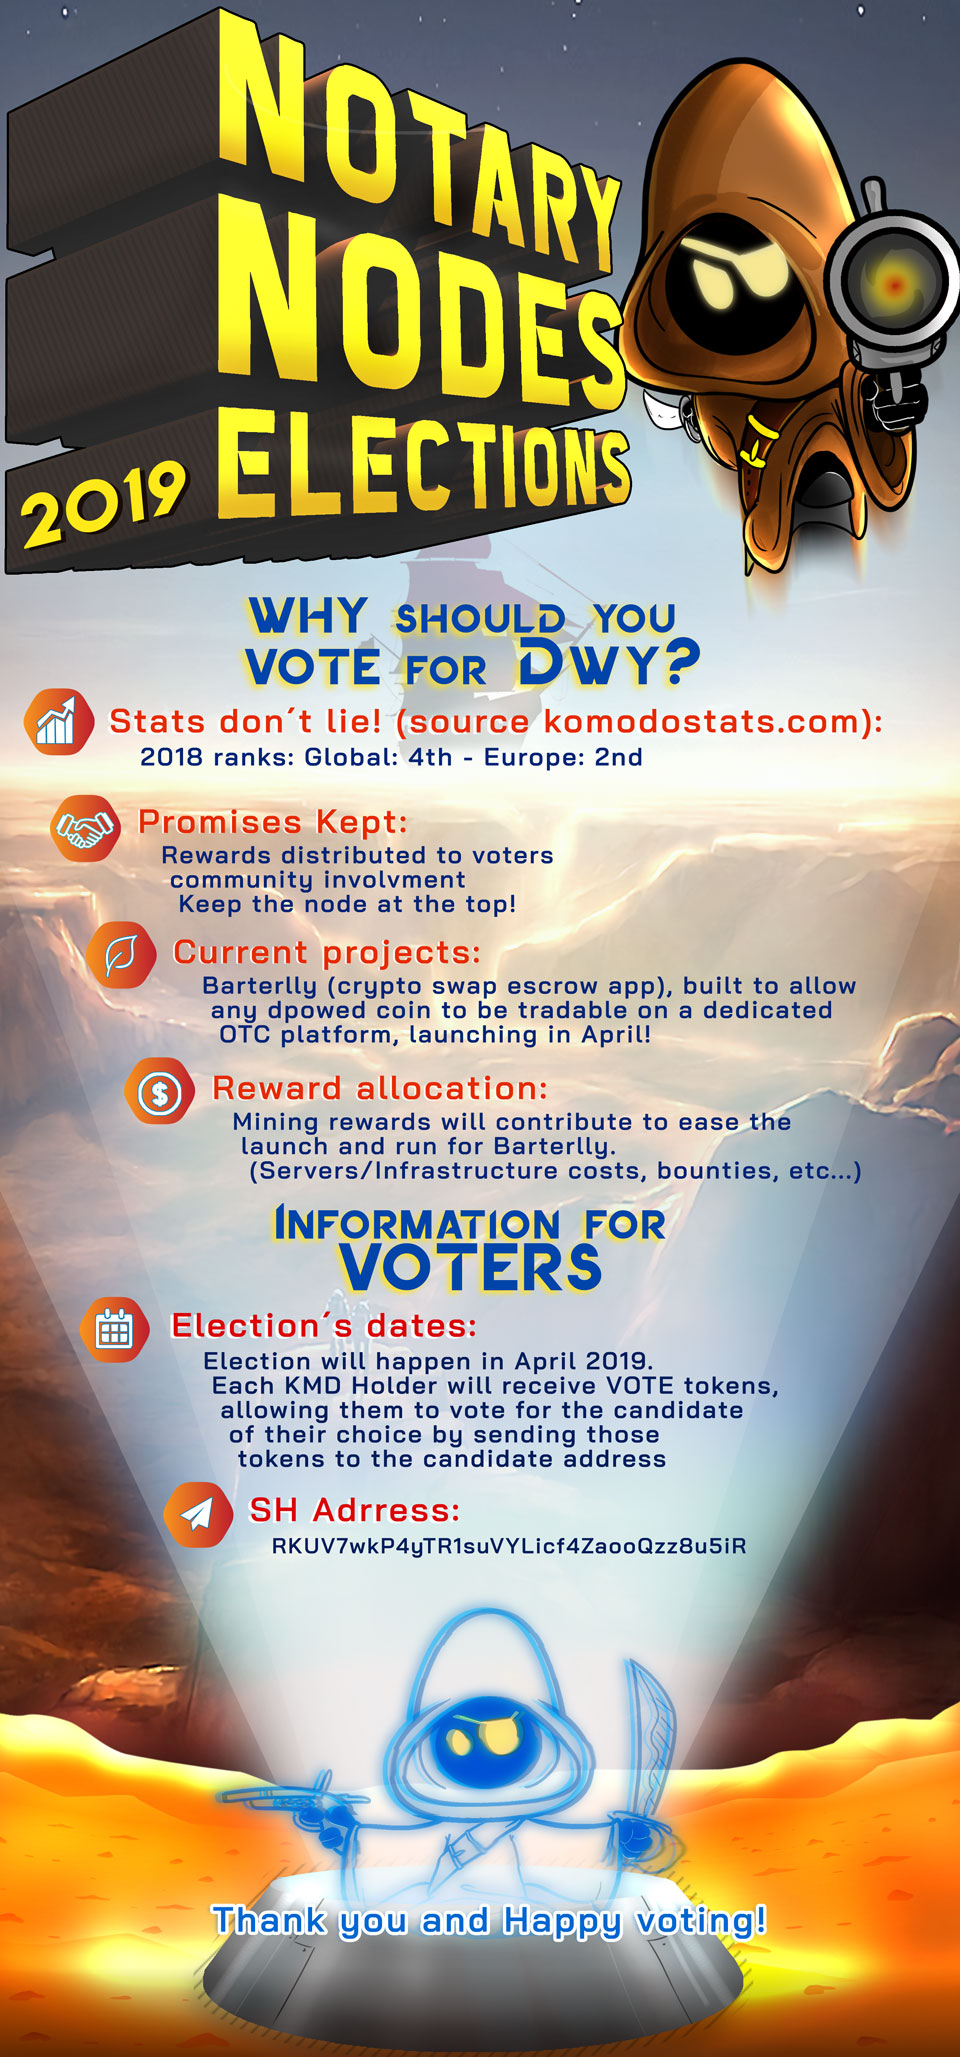 NOTARY
NODES
ELECTIONS
2019
WHY SHOULD YOU
VOTE FOR DWY?
Stats don´t lie! (source komodostats.com):
2018 ranks: Global: 4th - Europe: 2nd
Promises Kept:
Rewards distributed to voters
community involvment
Keep the node at the top!
Current projects:
Barterlly (crypto swap escrow app), built to allow
any dpowed coin to be tradable on a dedicated
OTC platform, launching in April!
Reward allocation:
Mining rewards will contribute to ease the
launch and run for Barterlly.
(Servers/Infrastructure costs, bounties, etc...)
INFORMATION FOR
VOTERS
Election´s dates:
Election will happen in April 2019.
Each KMD Holder will receive VOTE tokens,
allowing them to vote for the candidate
of their choice by sending those
tokens to the candidate address
SH Adrress:
RKUV7wkP4yTR1suVYLicf4ZaooQzz8u5iR
Thank you and Happy voting!